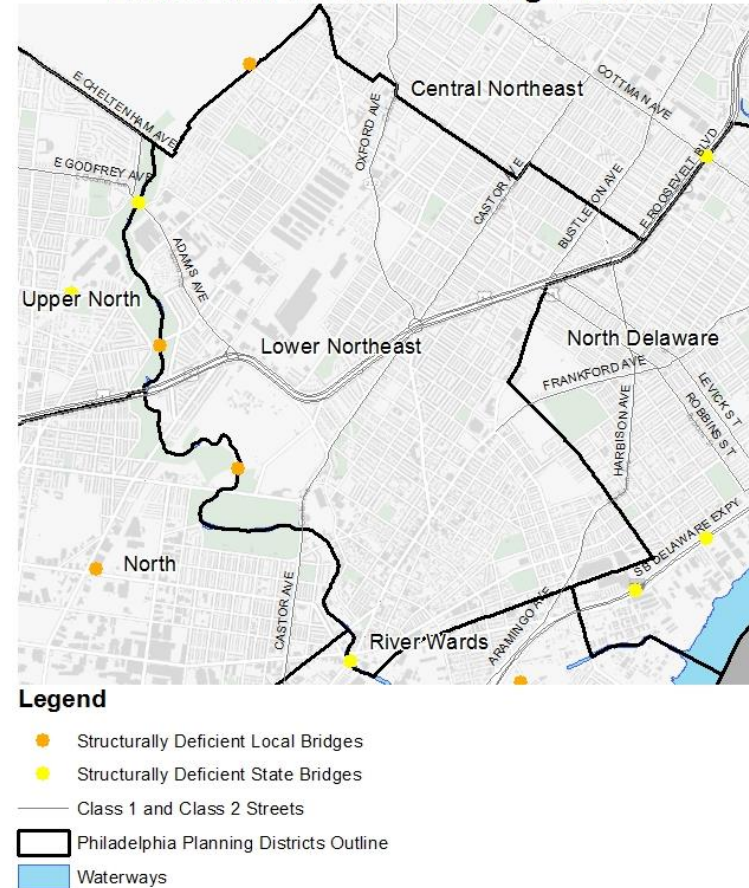 Central Northeast
COTTMAN AVE
E CHELTENHAM AVE
OXFORD AVE
E ROOSEVELT BLVD
E GODFREY AVE
CASTOR AVE
BUSTLETON AVE
ADAMS AVE
Upper North
Lower Northeast
North Delaware
FRANKFORD AVE
LEVICK ST
ROBBINS ST
HARBISON AVE
SB DELAWARE EXPY
North
CASTOR AVE
ARAMINGO AVE
River Wards
Legend
Structurally Deficient Local Bridges
Structurally Deficient State Bridges
Class 1 and Class 2 Streets
Philadelphia Planning Districts Outline
Waterways